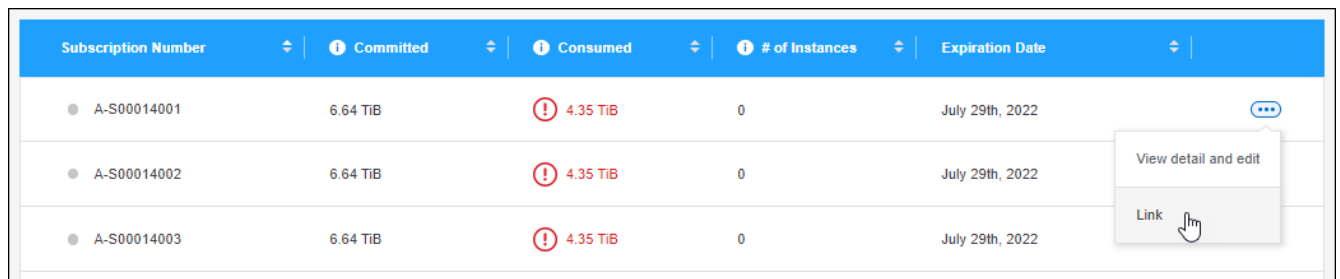 Subscription Number Committed Consumed # of Instances Expiration Date
A-S00014001 6.64 TiB 4.35 TiB 0 July 29th, 2022
View detail and edit
A-S00014002 6.64 TiB 4.35 TiB 0 July 29th, 2022
Link
A-S00014003 6.64 TiB 4.35 TiB 0 July 29th, 2022